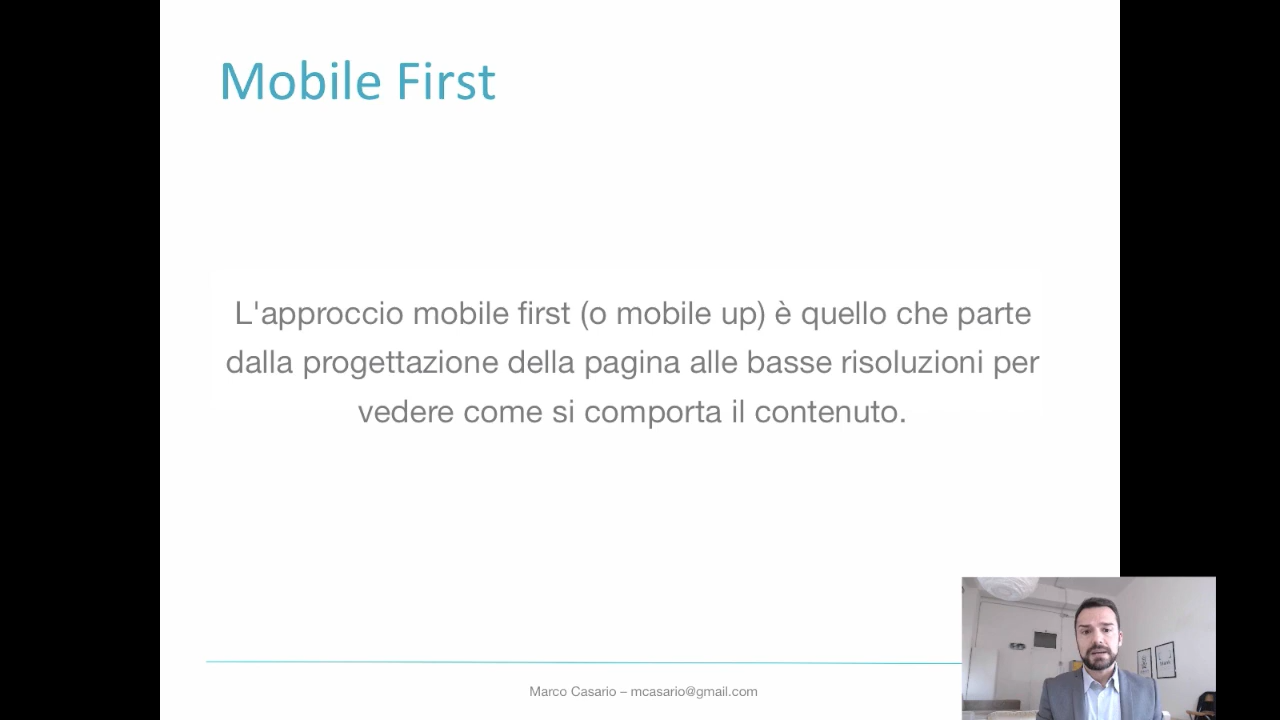 Mobile First
L'approccio mobile first (o mobile up) è quello che parte
dalla progettazione della pagina alle basse risoluzioni per
vedere come si comporta il contenuto.
Marco Casario – mcasario@gmail.com